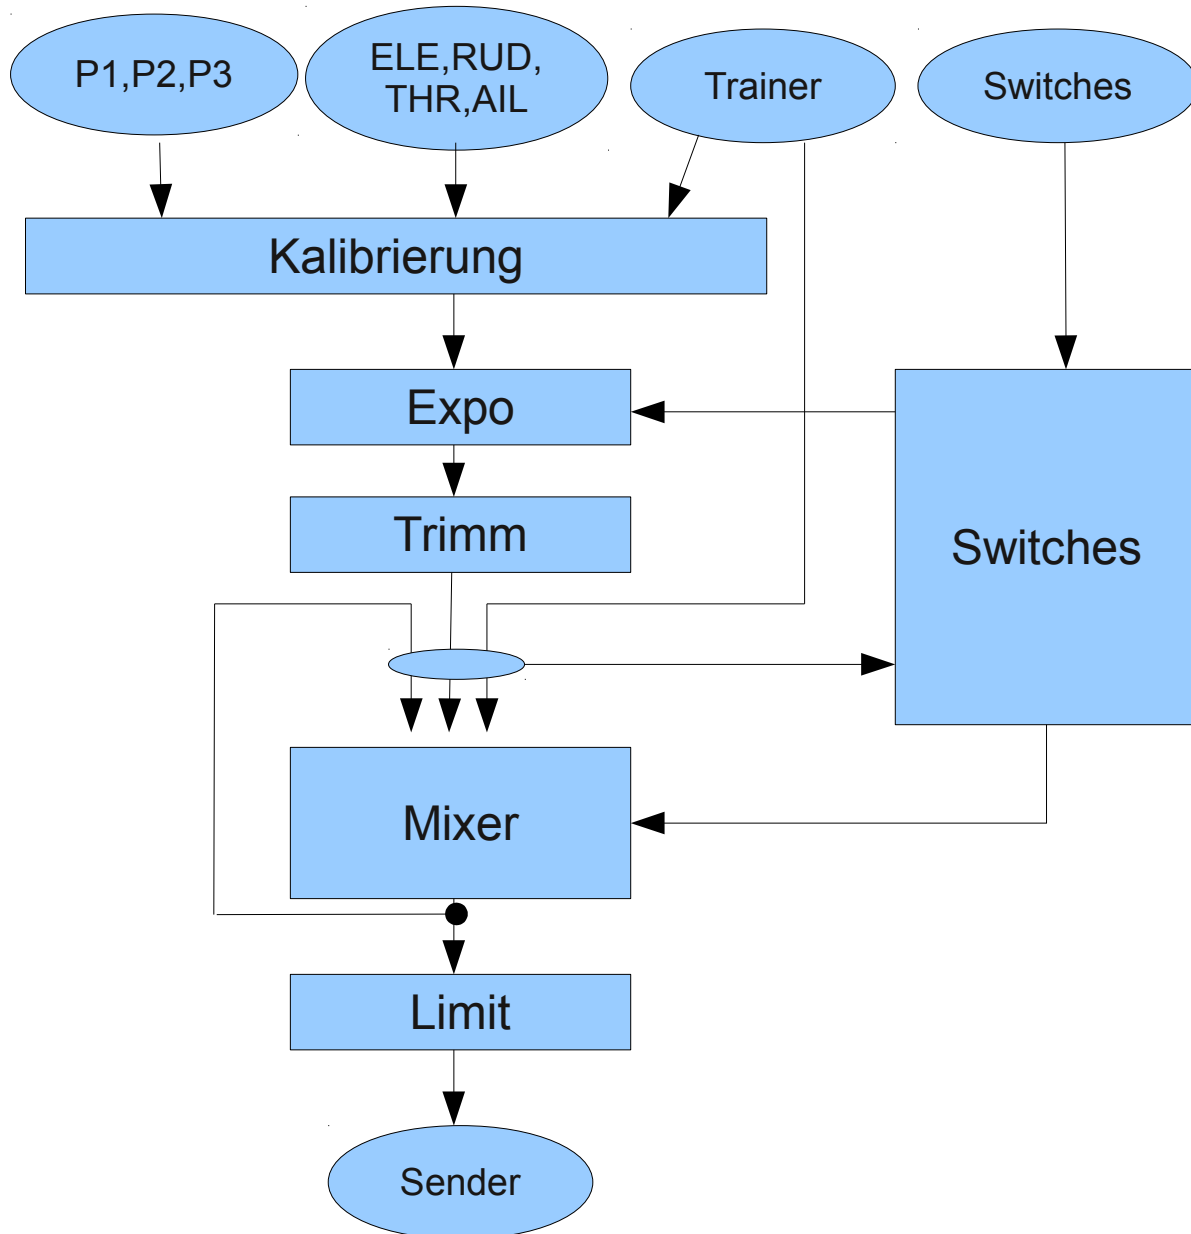 P1,P2,P3
ELE,RUD,
THR,AIL
Trainer
Switches
Kalibrierung
Expo
Trimm
Switches
Mixer
Limit
Sender